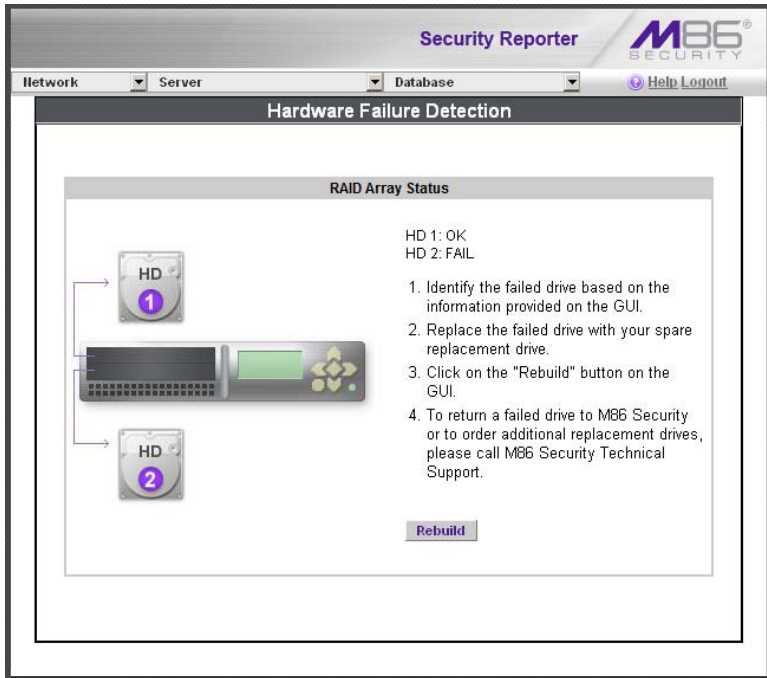 Security Reporter
M86®
SECURITY
Network Server Database Help Logout
Hardware Failure Detection
RAID Array Status
HD 1: OK
HD 2: FAIL
HD
1
1. Identify the failed drive based on the
information provided on the GUI.
2. Replace the failed drive with your spare
replacement drive.
3. Click on the "Rebuild" button on the
GUI.
4. To return a failed drive to M86 Security
or to order additional replacement drives,
please call M86 Security Technical
Support.
HD
2
Rebuild